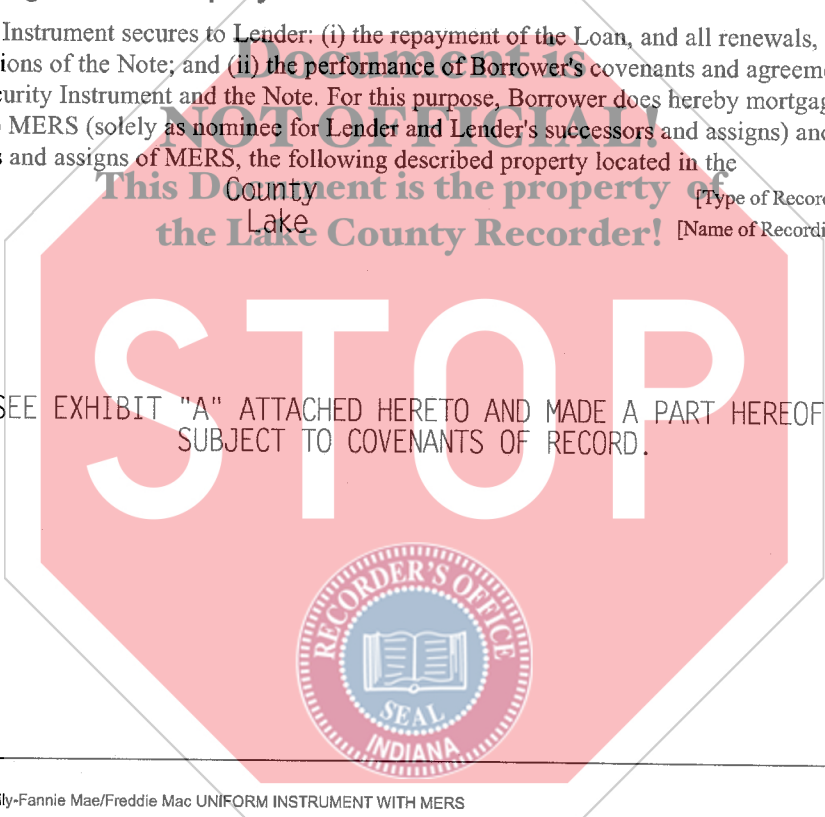 Instrument secures to Lender: (i) the repayment of the Loan, and all renewals,
ions of the Note; and (ii) the performance of Borrower's covenants and agreem
urity Instrument and the Note. For this purpose, Borrower does hereby mortgag
MERS (solely as nominee for Lender and Lender's successors and assigns) and
s and assigns of MERS, the following described property located in the
County [Type of Record
Lake [Name of Recordi
Document is
NOT OFFICIAL!
This Document is the property of
the Lake County Recorder!
STOP
SEE EXHIBIT "A" ATTACHED HERETO AND MADE A PART HEREOF
SUBJECT TO COVENANTS OF RECORD.
RECORDER'S OFFICE
SEAL
INDIANA
ily-Fannie Mae/Freddie Mac UNIFORM INSTRUMENT WITH MERS